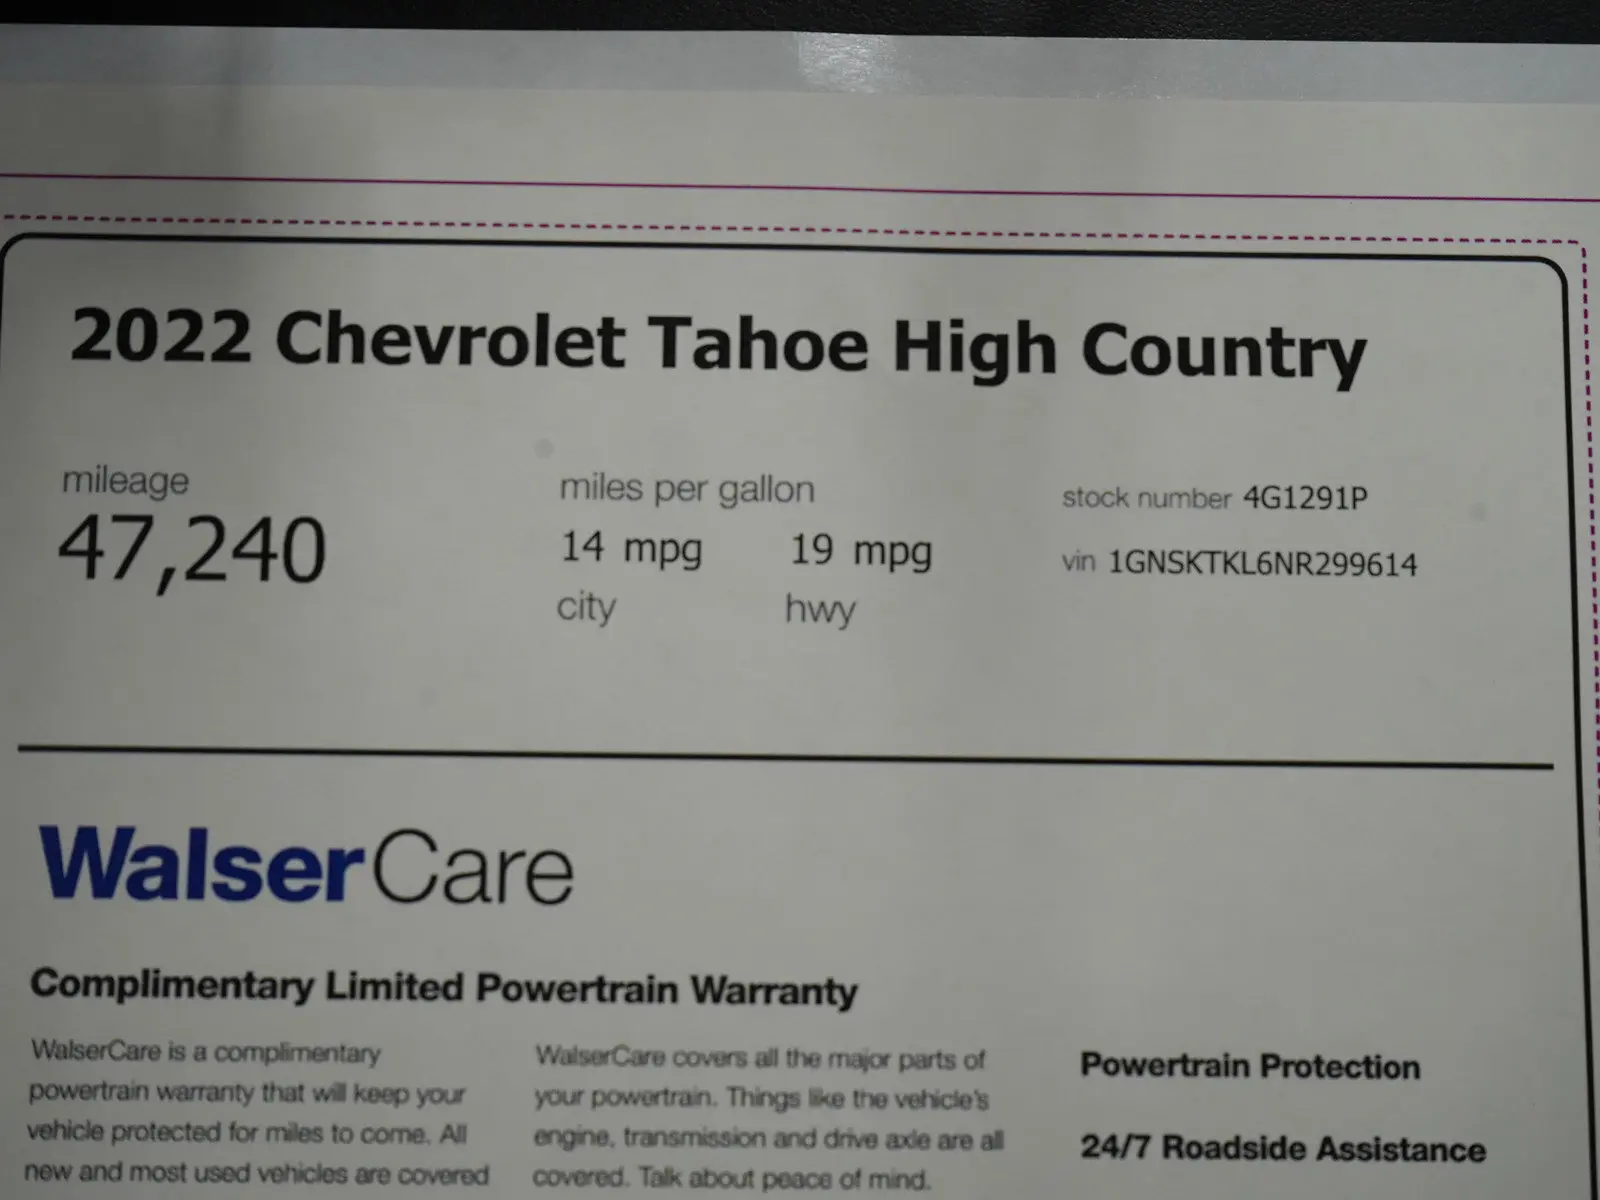 2022 Chevrolet Tahoe High Country
mileage
47,240
miles per gallon
14 mpg 19 mpg
city hwy
stock number 4G1291P
vin 1GNSKTKL6NR299614
WalserCare
Complimentary Limited Powertrain Warranty
WalserCare is a complimentary
powertrain warranty that will keep your
vehicle protected for miles to come. All
new and most used vehicles are covered
WalserCare covers all the major parts of
your powertrain. Things like the vehicle's
engine, transmission and drive axle are all
covered. Talk about peace of mind.
Powertrain Protection
24/7 Roadside Assistance